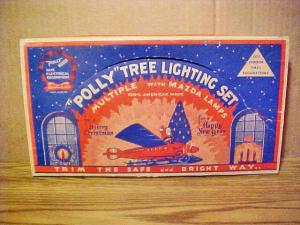 "POLLY"
"POLLY" TREE LIGHTING SET
MULTIPLE WITH MAZDA LAMPS
100% AMERICAN MADE
Merry
Christmas
Happy
New Year
TRIM THE SAFE and BRIGHT WAY..